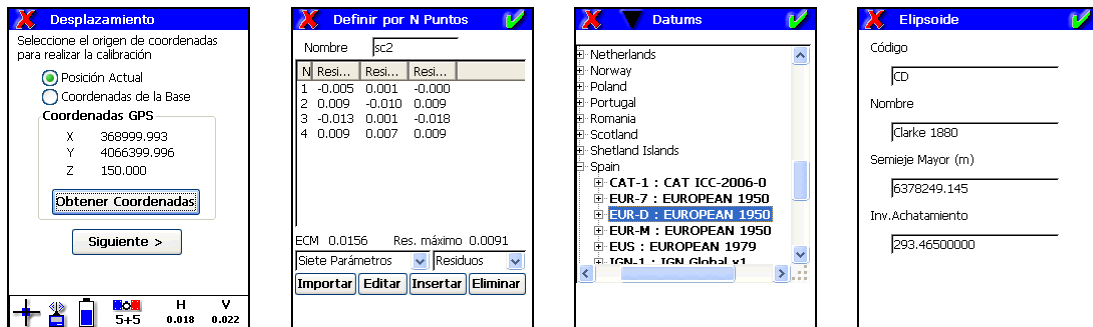 Desplazamiento
Seleccione el origen de coordenadas
para realizar la calibración
Posición Actual
Coordenadas de la Base
Coordenadas GPS
X 368999.993
Y 4066399.996
Z 150.000
Obtener Coordenadas
Siguiente >
5+5
H V
0.018 0.022
Definir por N Puntos
Nombre sc2
N Resi... Resi... Resi...
1 -0.005 0.001 -0.000
2 0.009 -0.010 0.009
3 -0.013 0.001 -0.018
4 0.009 0.007 0.009
ECM 0.0156 Res. máximo 0.0091
Siete Parámetros Residuos
Importar Editar Insertar Eliminar
Datums
Netherlands
Norway
Poland
Portugal
Romania
Scotland
Shetland Islands
Spain
CAT-1 : CAT ICC-2006-0
EUR-7 : EUROPEAN 1950
EUR-D : EUROPEAN 1950
EUR-M : EUROPEAN 1950
EUS : EUROPEAN 1979
IGN-1 : IGN Global v1
Elipsoide
Código
CD
Nombre
Clarke 1880
Semieje Mayor (m)
6378249.145
Inv.Achatamiento
293.46500000